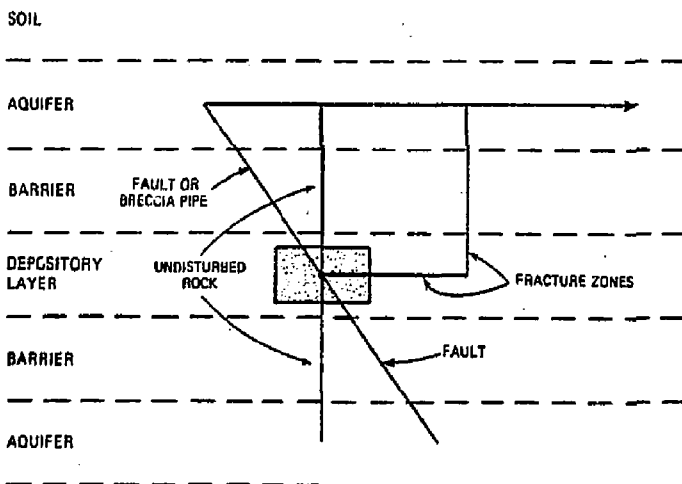 SOIL
AQUIFER
BARRIER
FAULT OR
BRECCIA PIPE
DEPOSITORY
LAYER
UNDISTURBED
ROCK
FRACTURE ZONES
BARRIER
FAULT
AQUIFER